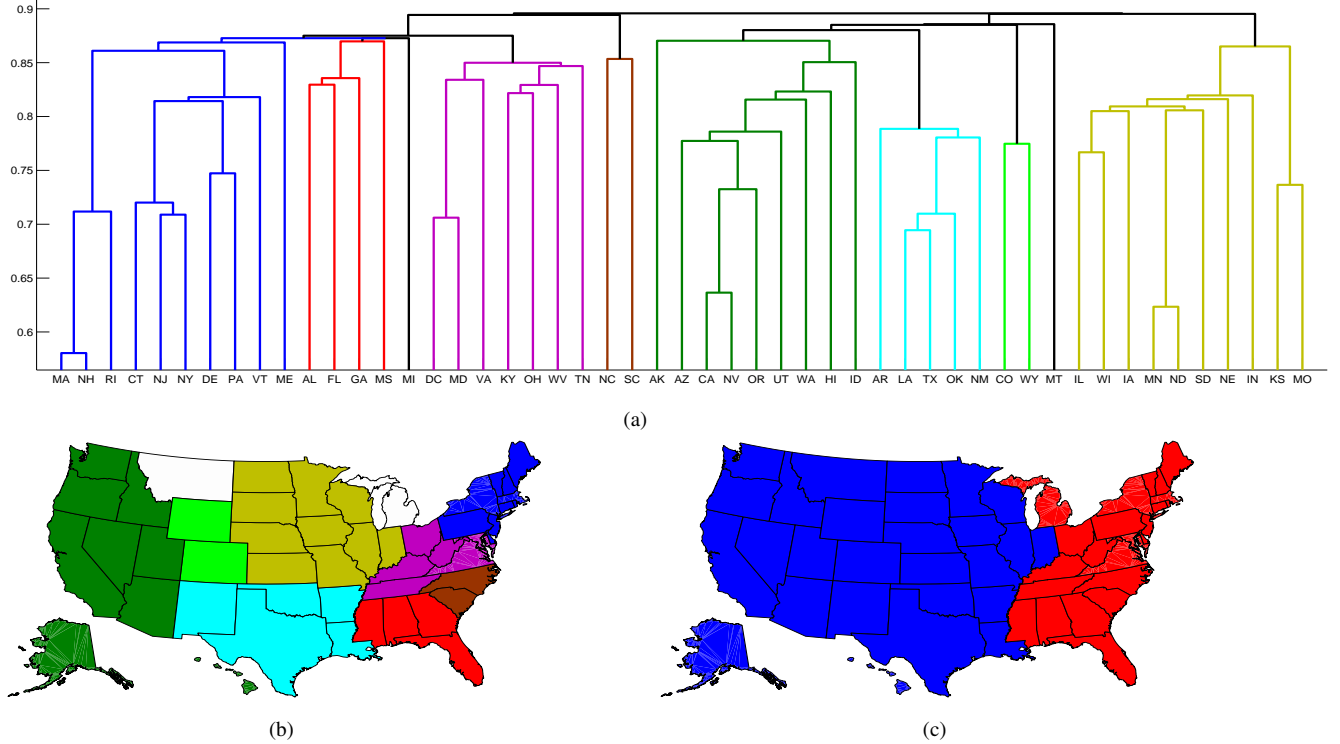 0.9
0.85
0.8
0.75
0.7
0.65
0.6
MA NH RI CT NJ NY DE PA VT ME AL FL GA MS MI DC MD VA KY OH WV TN NC SC AK AZ CA NV OR UT WA HI ID AR LA TX OK NM CO WY MT IL WI IA MN ND SD NE IN KS MO
(a)
(b)
(c)